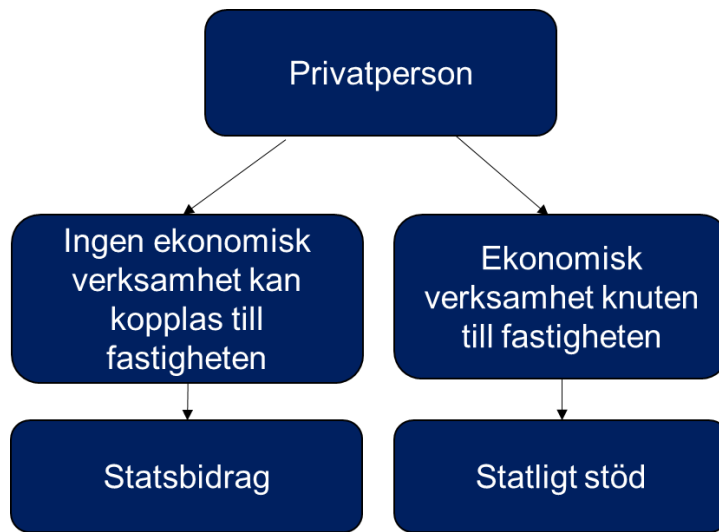 Privatperson
Ingen ekonomisk
verksamhet kan
kopplas till
fastigheten
Ekonomisk
verksamhet knuten
till fastigheten
Statsbidrag
Statligt stöd